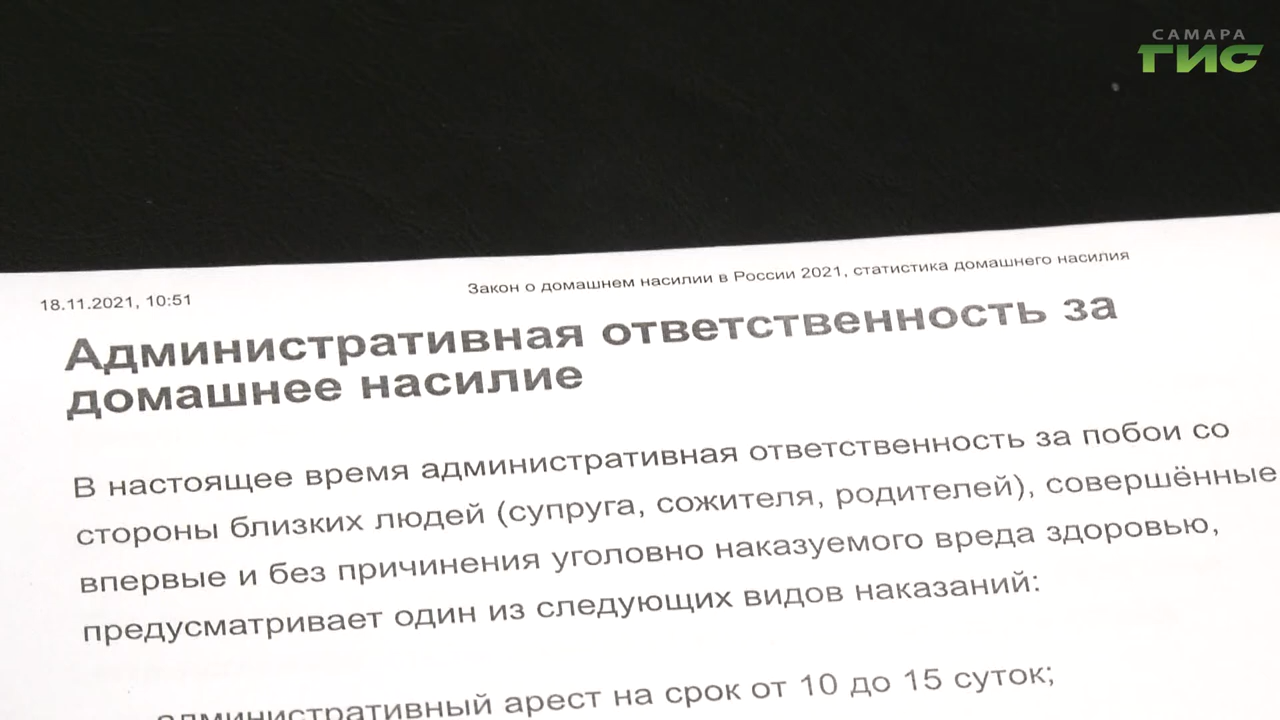 САМАРА
ГИС
18.11.2021, 10:51
Закон о домашнем насилии в России 2021, статистика домашнего насилия
Административная ответственность за
домашнее насилие
В настоящее время административная ответственность за побои со
стороны близких людей (супруга, сожителя, родителей), совершённые
впервые и без причинения уголовно наказуемого вреда здоровью,
предусматривает один из следующих видов наказаний:
административный арест на срок от 10 до 15 суток;